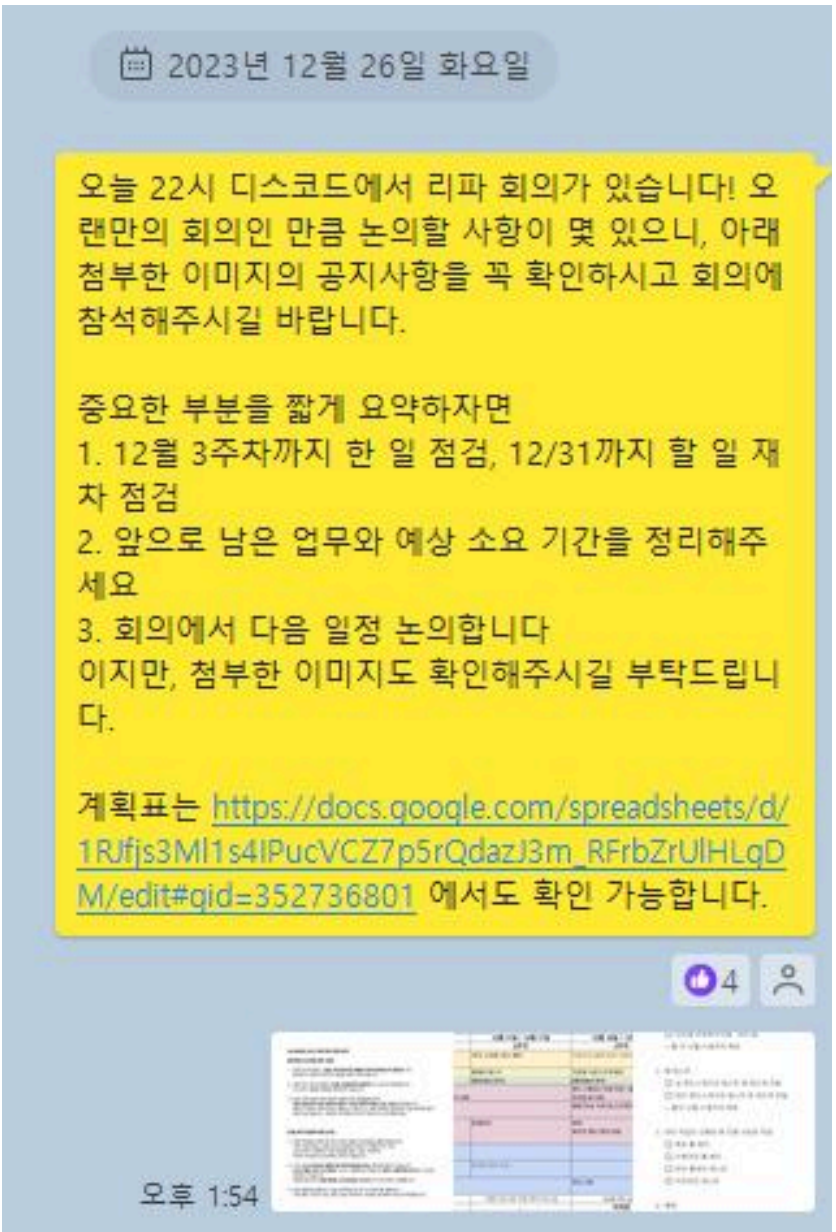 2023년 12월 26일 화요일
오늘 22시 디스코드에서 리파 회의가 있습니다! 오
랜만의 회의인 만큼 논의할 사항이 몇 있으니, 아래
첨부한 이미지의 공지사항을 꼭 확인하시고 회의에
참석해주시길 바랍니다.
중요한 부분을 짧게 요약하자면
1. 12월 3주차까지 한 일 점검, 12/31까지 할 일 재
차 점검
2. 앞으로 남은 업무와 예상 소요 기간을 정리해주
세요
3. 회의에서 다음 일정 논의합니다
이지만, 첨부한 이미지도 확인해주시길 부탁드립니
다.
계획표는 https://docs.google.com/spreadsheets/d/
1RJfjs3Ml1s4IPucVCZ7p5rQdazJ3m_RFrbZrUlHLgD
M/edit#gid=352736801 에서도 확인 가능합니다.
4
오후 1:54